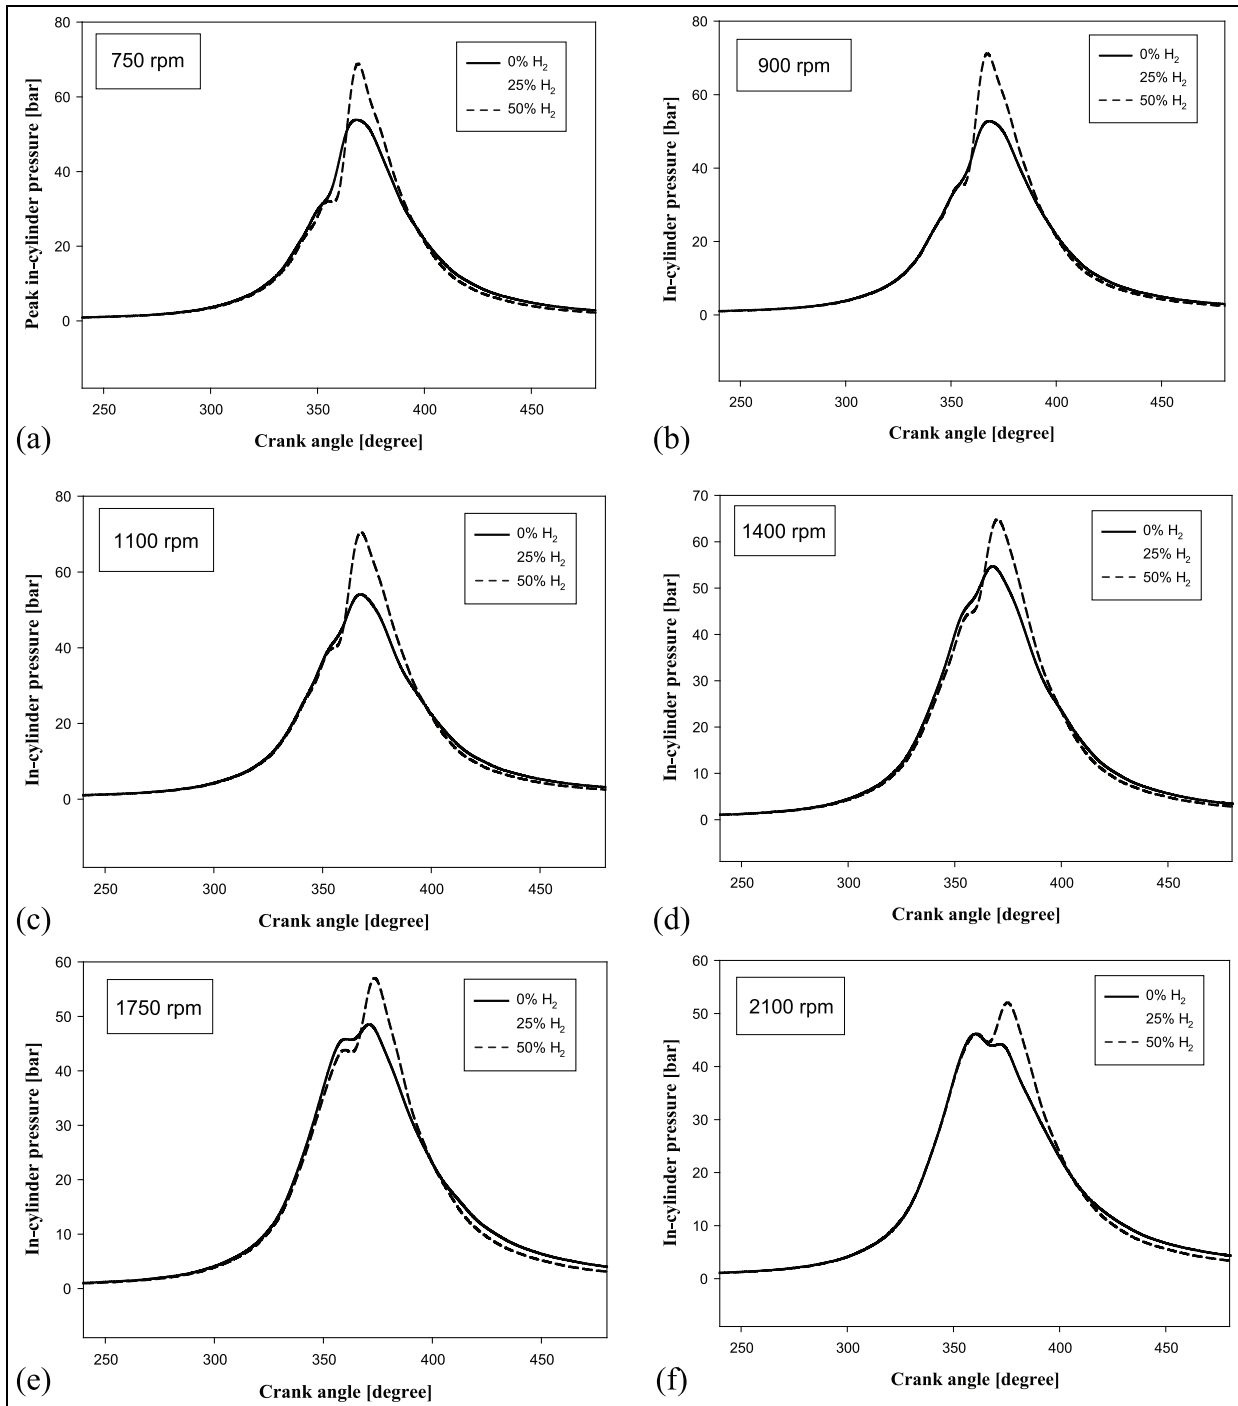 80
60
40
20
0
Peak in-cylinder pressure [bar]
750 rpm
0% H2
25% H2
50% H2
250 300 350 400 450
Crank angle [degree]
(a)
80
60
40
20
0
In-cylinder pressure [bar]
900 rpm
0% H2
25% H2
50% H2
250 300 350 400 450
Crank angle [degree]
(b)
80
60
40
20
0
In-cylinder pressure [bar]
1100 rpm
0% H2
25% H2
50% H2
250 300 350 400 450
Crank angle [degree]
(c)
70
60
50
40
30
20
10
0
In-cylinder pressure [bar]
1400 rpm
0% H2
25% H2
50% H2
250 300 350 400 450
Crank angle [degree]
(d)
60
50
40
30
20
10
0
In-cylinder pressure [bar]
1750 rpm
0% H2
25% H2
50% H2
250 300 350 400 450
Crank angle [degree]
(e)
60
50
40
30
20
10
0
In-cylinder pressure [bar]
2100 rpm
0% H2
25% H2
50% H2
250 300 350 400 450
Crank angle [degree]
(f)